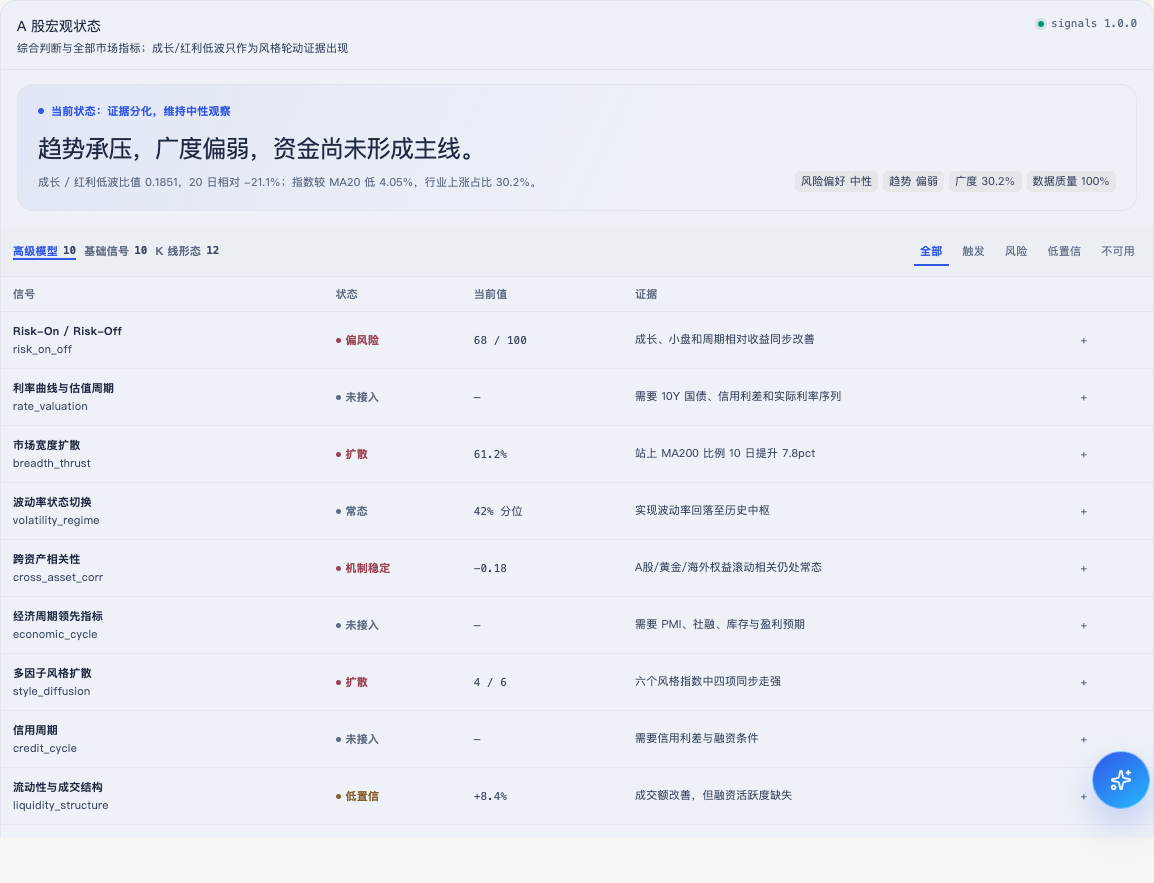 A 股宏观状态
signals 1.0.0
综合判断与全部市场指标；成长/红利低波只作为风格轮动证据出现
当前状态：证据分化，维持中性观察
趋势承压，广度偏弱，资金尚未形成主线。
成长 / 红利低波比值 0.1851，20 日相对 −21.1%；指数较 MA20 低 4.05%，行业上涨占比 30.2%。
风险偏好 中性 趋势 偏弱 广度 30.2% 数据质量 100%
高级模型 10 基础信号 10 K 线形态 12
全部 触发 风险 低置信 不可用
信号 状态 当前值 证据
Risk-On / Risk-Off
risk_on_off
偏风险 68 / 100 成长、小盘和周期相对收益同步改善 +
利率曲线与估值周期
rate_valuation
未接入 — 需要 10Y 国债、信用利差和实际利率序列 +
市场宽度扩散
breadth_thrust
扩散 61.2% 站上 MA200 比例 10 日提升 7.8pct +
波动率状态切换
volatility_regime
常态 42% 分位 实现波动率回落至历史中枢 +
跨资产相关性
cross_asset_corr
机制稳定 −0.18 A股/黄金/海外权益滚动相关仍处常态 +
经济周期领先指标
economic_cycle
未接入 — 需要 PMI、社融、库存与盈利预期 +
多因子风格扩散
style_diffusion
扩散 4 / 6 六个风格指数中四项同步走强 +
信用周期
credit_cycle
未接入 — 需要信用利差与融资条件 +
流动性与成交结构
liquidity_structure
低置信 +8.4% 成交额改善，但融资活跃度缺失 +